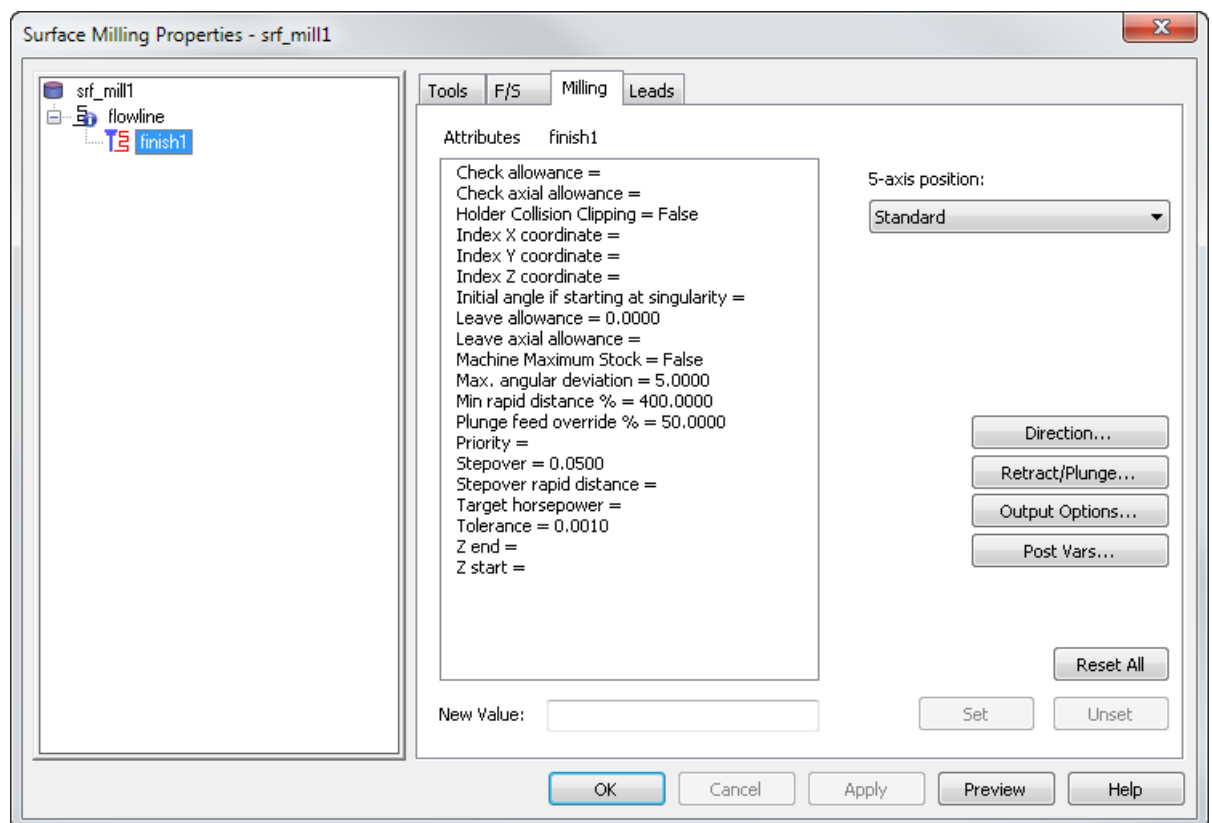 Surface Milling Properties - srf_mill1
srf_mill1
flowline
finish1
Tools F/S Milling Leads
Attributes finish1
Check allowance =
Check axial allowance =
Holder Collision Clipping = False
Index X coordinate =
Index Y coordinate =
Index Z coordinate =
Initial angle if starting at singularity =
Leave allowance = 0.0000
Leave axial allowance =
Machine Maximum Stock = False
Max. angular deviation = 5.0000
Min rapid distance % = 400.0000
Plunge feed override % = 50.0000
Priority =
Stepover = 0.0500
Stepover rapid distance =
Target horsepower =
Tolerance = 0.0010
Z end =
Z start =
5-axis position:
Standard
Direction...
Retract/Plunge...
Output Options...
Post Vars...
Reset All
New Value:
Set Unset
OK Cancel Apply Preview Help